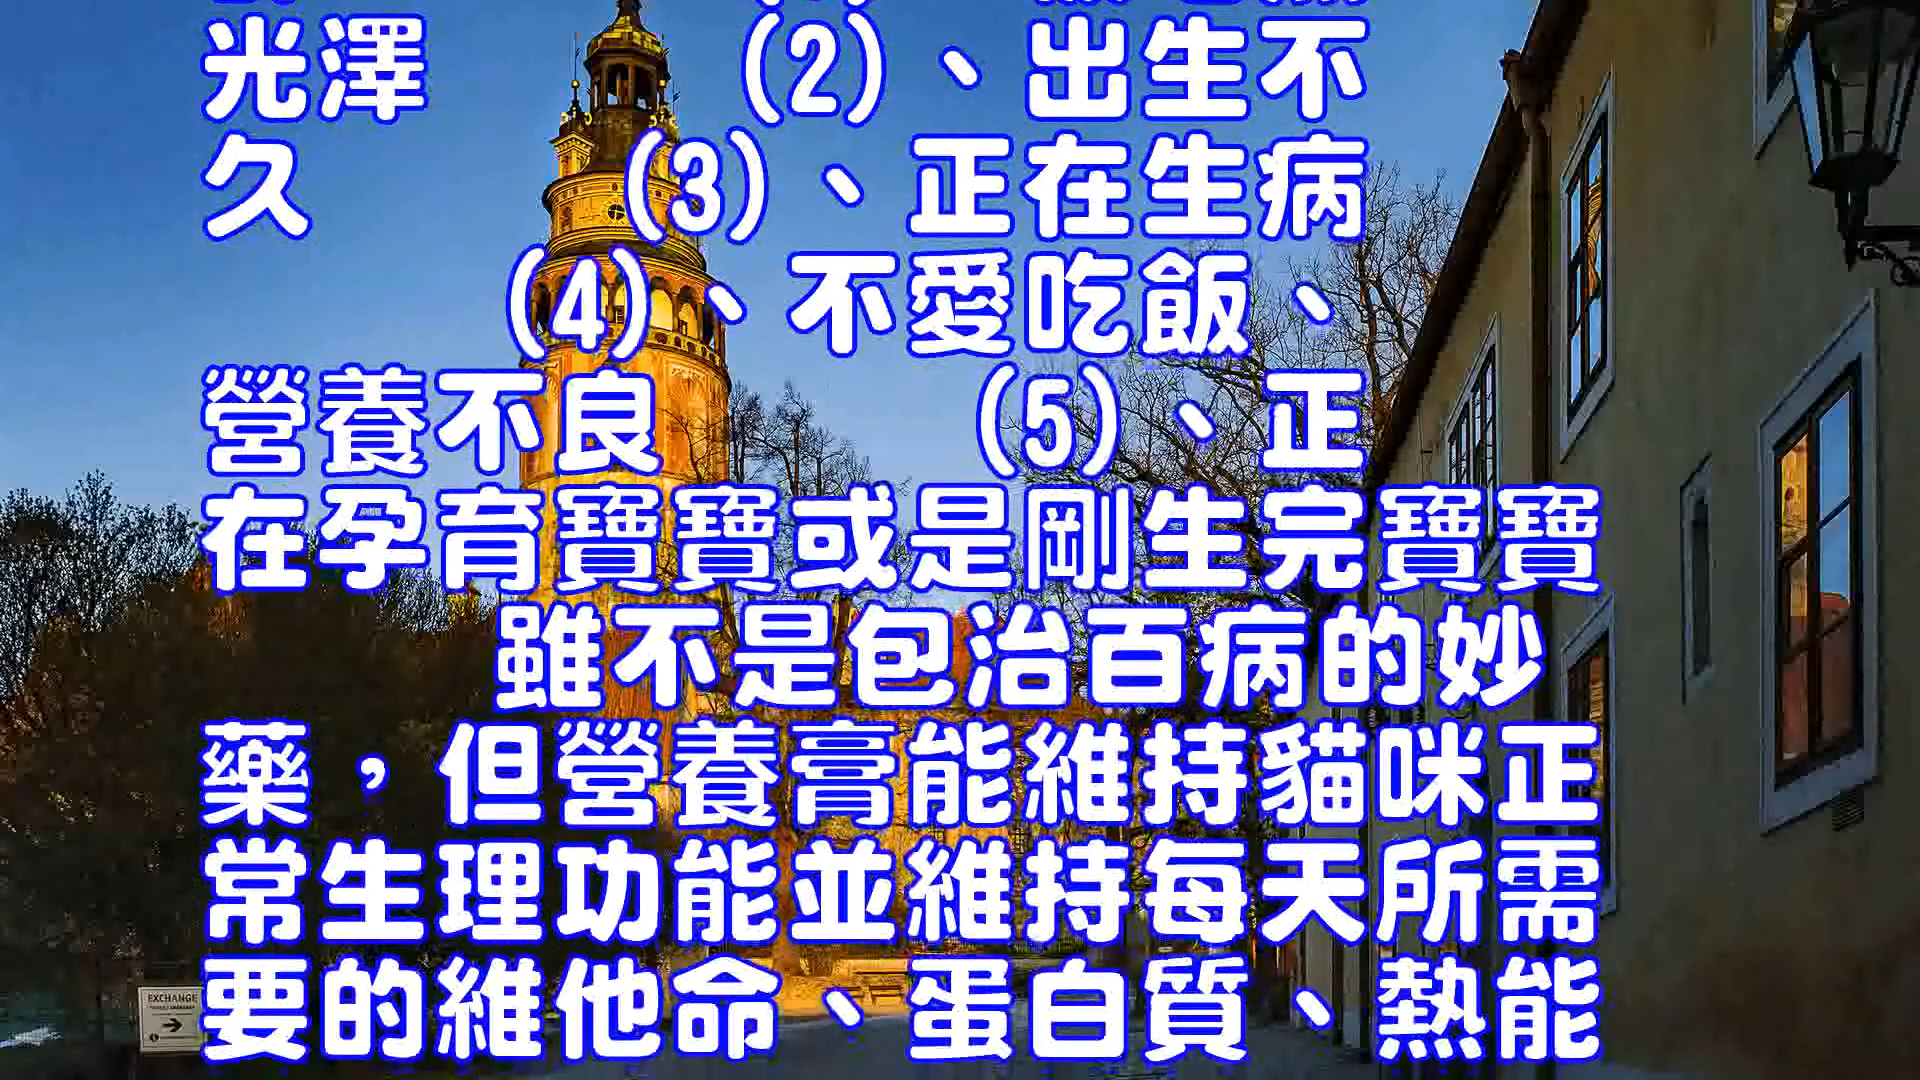 光澤 (2)、出生不
久 (3)、正在生病
(4)、不愛吃飯、
營養不良 (5)、正
在孕育寶寶或是剛生完寶寶
雖不是包治百病的妙
藥，但營養膏能維持貓咪正
常生理功能並維持每天所需
要的維他命、蛋白質、熱能
EXCHANGE